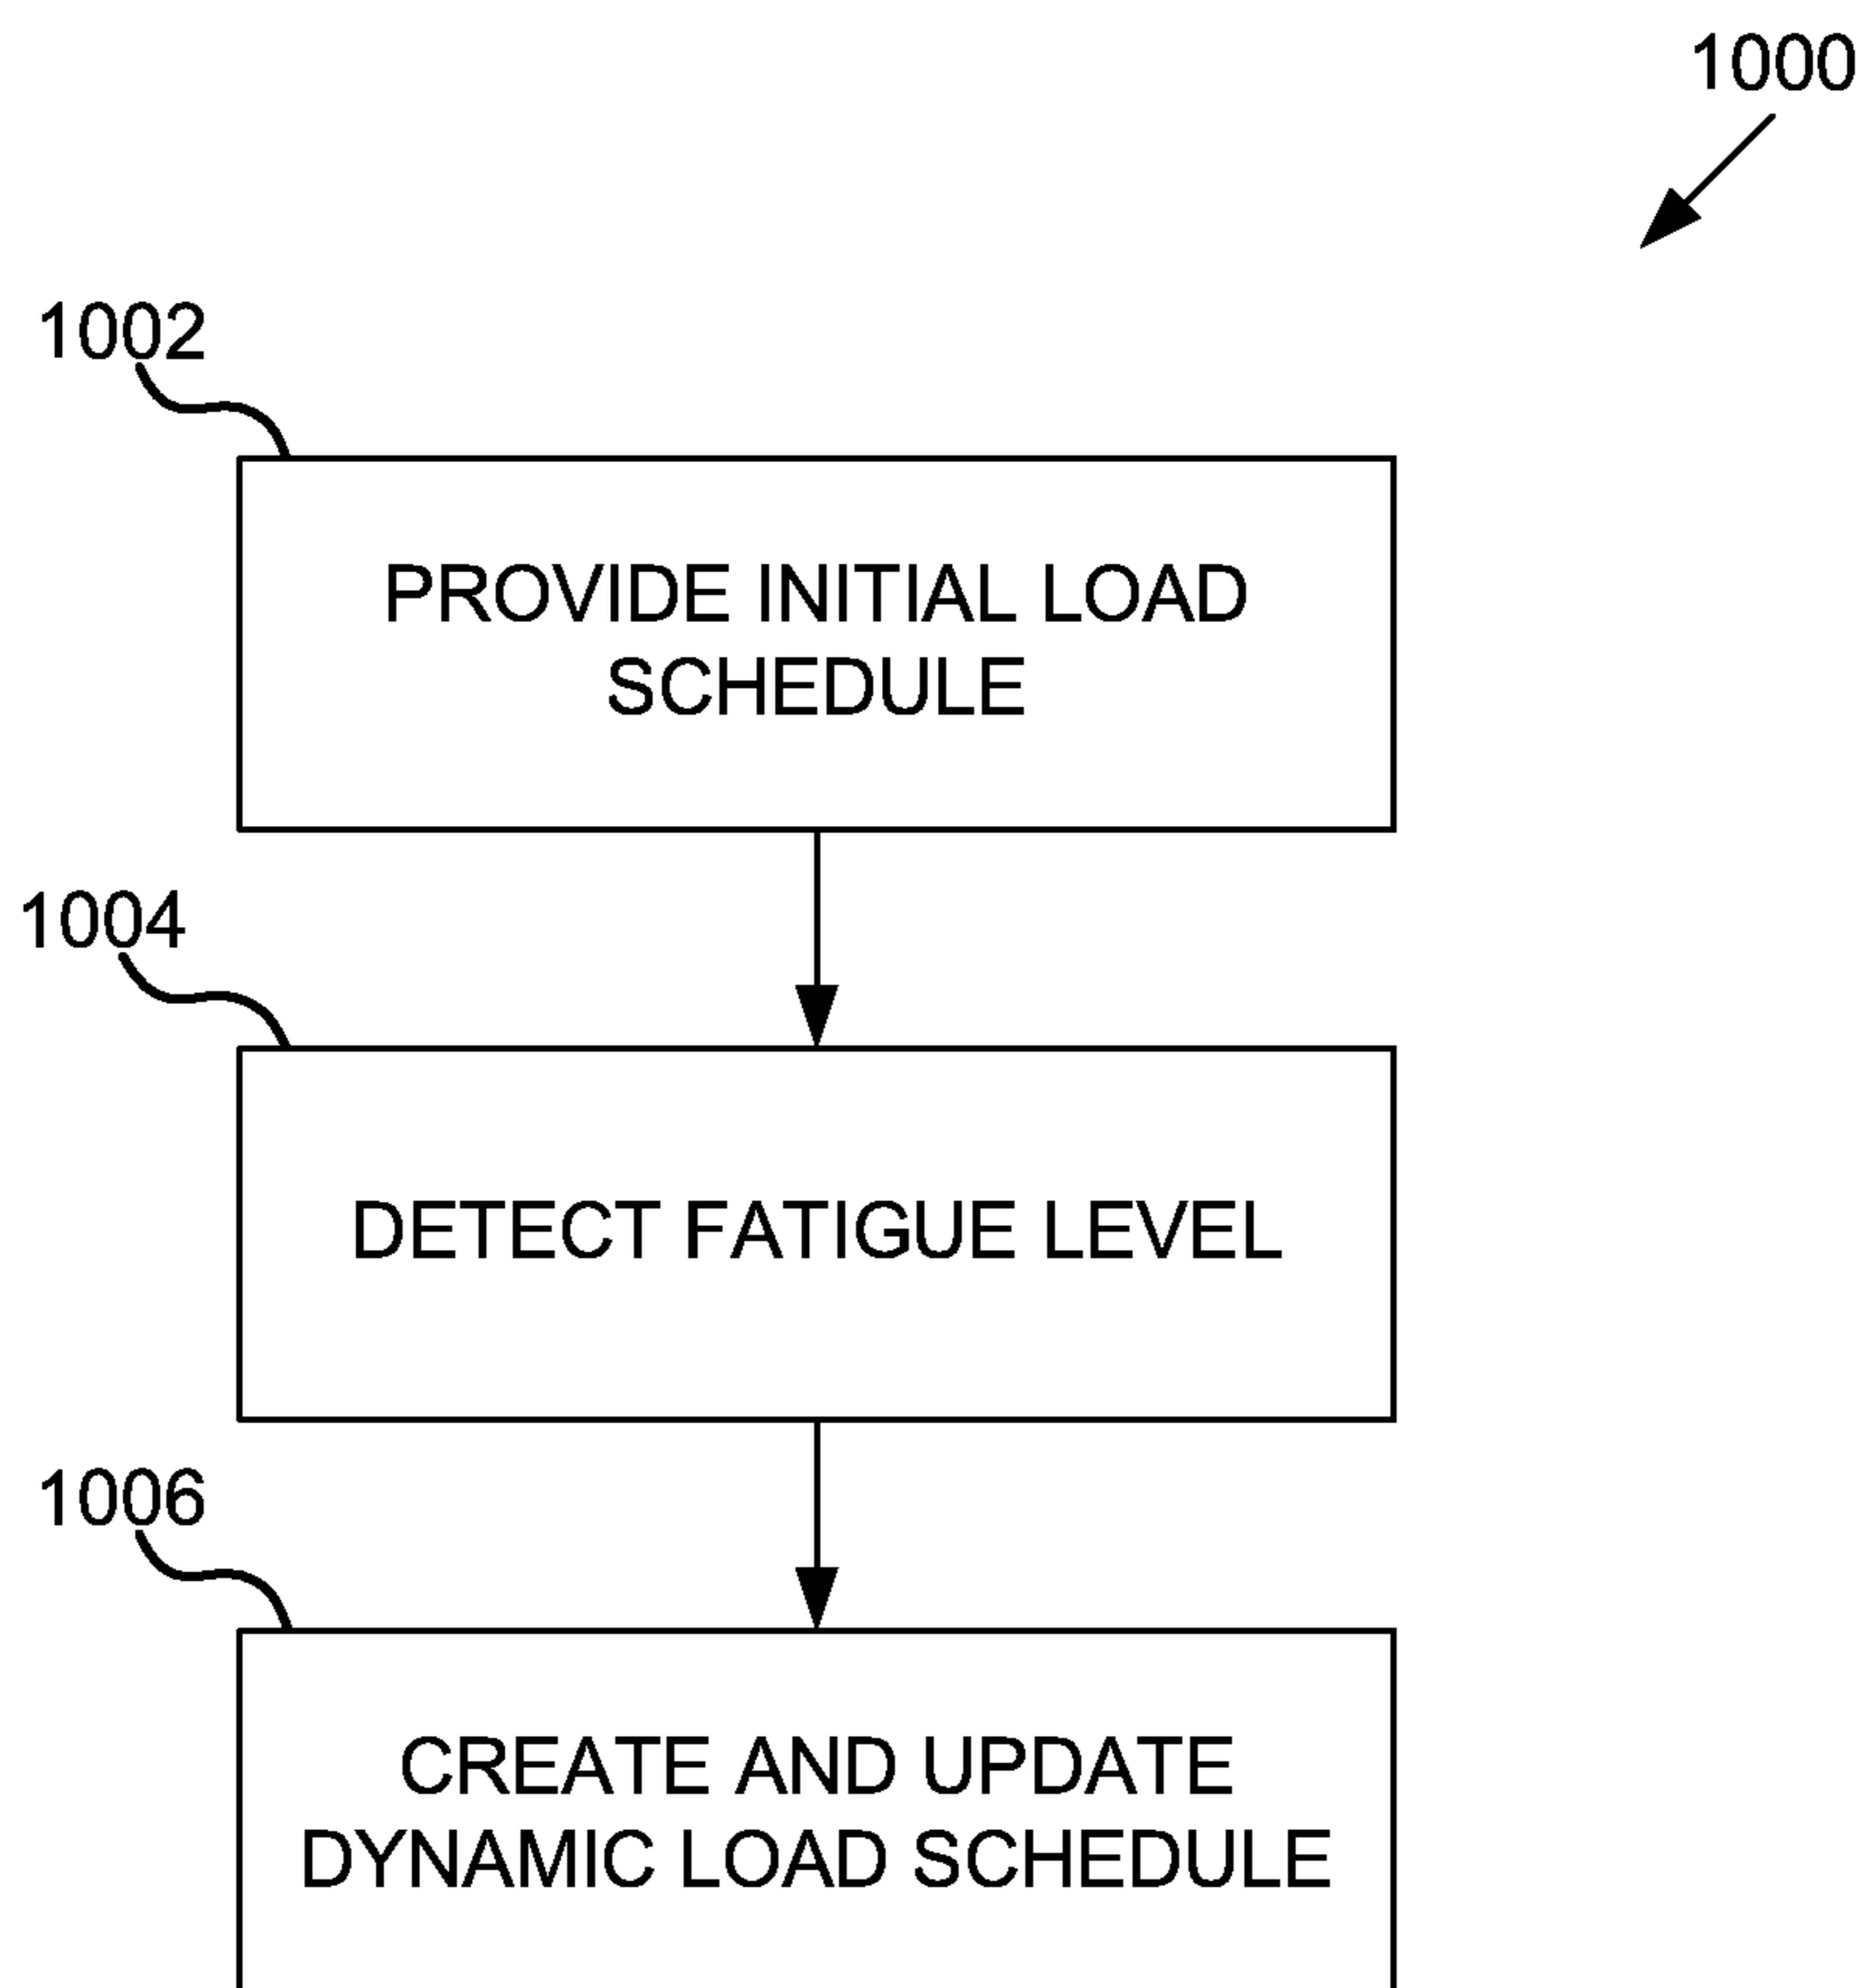 1000
1002
PROVIDE INITIAL LOAD
SCHEDULE
1004
DETECT FATIGUE LEVEL
1006
CREATE AND UPDATE
DYNAMIC LOAD SCHEDULE